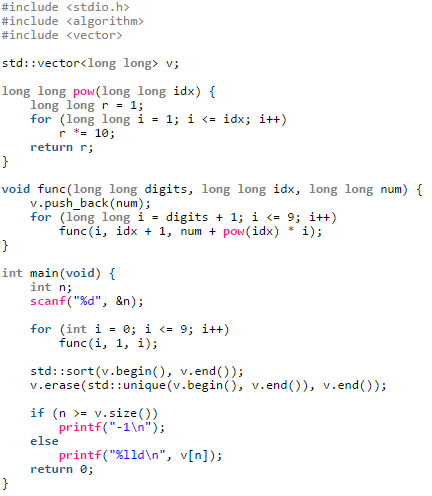 #include <stdio.h>
#include <algorithm>
#include <vector>
std::vector<long long> v;
long long pow(long long idx) {
    long long r = 1;
    for (long long i = 1; i <= idx; i++)
        r *= 10;
    return r;
}
void func(long long digits, long long idx, long long num) {
    v.push_back(num);
    for (long long i = digits + 1; i <= 9; i++)
        func(i, idx + 1, num + pow(idx) * i);
}
int main(void) {
    int n;
    scanf("%d", &n);
    for (int i = 0; i <= 9; i++)
        func(i, 1, i);
    std::sort(v.begin(), v.end());
    v.erase(std::unique(v.begin(), v.end()), v.end());
    if (n >= v.size())
        printf("-1\n");
    else
        printf("%lld\n", v[n]);
    return 0;
}